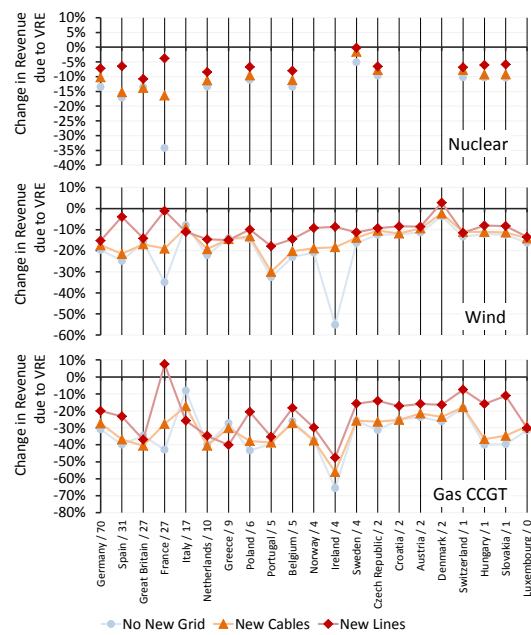 Change in Revenue
due to VRE
10%
5%
0%
-5%
-10%
-15%
-20%
-25%
-30%
-35%
-40%
Nuclear
Change in Revenue
due to VRE
10%
0%
-10%
-20%
-30%
-40%
-50%
-60%
Wind
Change in Revenue
due to VRE
10%
0%
-10%
-20%
-30%
-40%
-50%
-60%
-70%
-80%
Gas CCGT
Germany / 70
Spain / 31
Great Britain / 27
France / 27
Italy / 17
Netherlands / 10
Greece / 9
Poland / 6
Portugal / 5
Belgium / 5
Norway / 4
Ireland / 4
Sweden / 4
Czech Republic / 2
Croatia / 2
Austria / 2
Denmark / 2
Switzerland / 1
Hungary / 1
Slovakia / 1
Luxembourg / 0
No New Grid
New Cables
New Lines